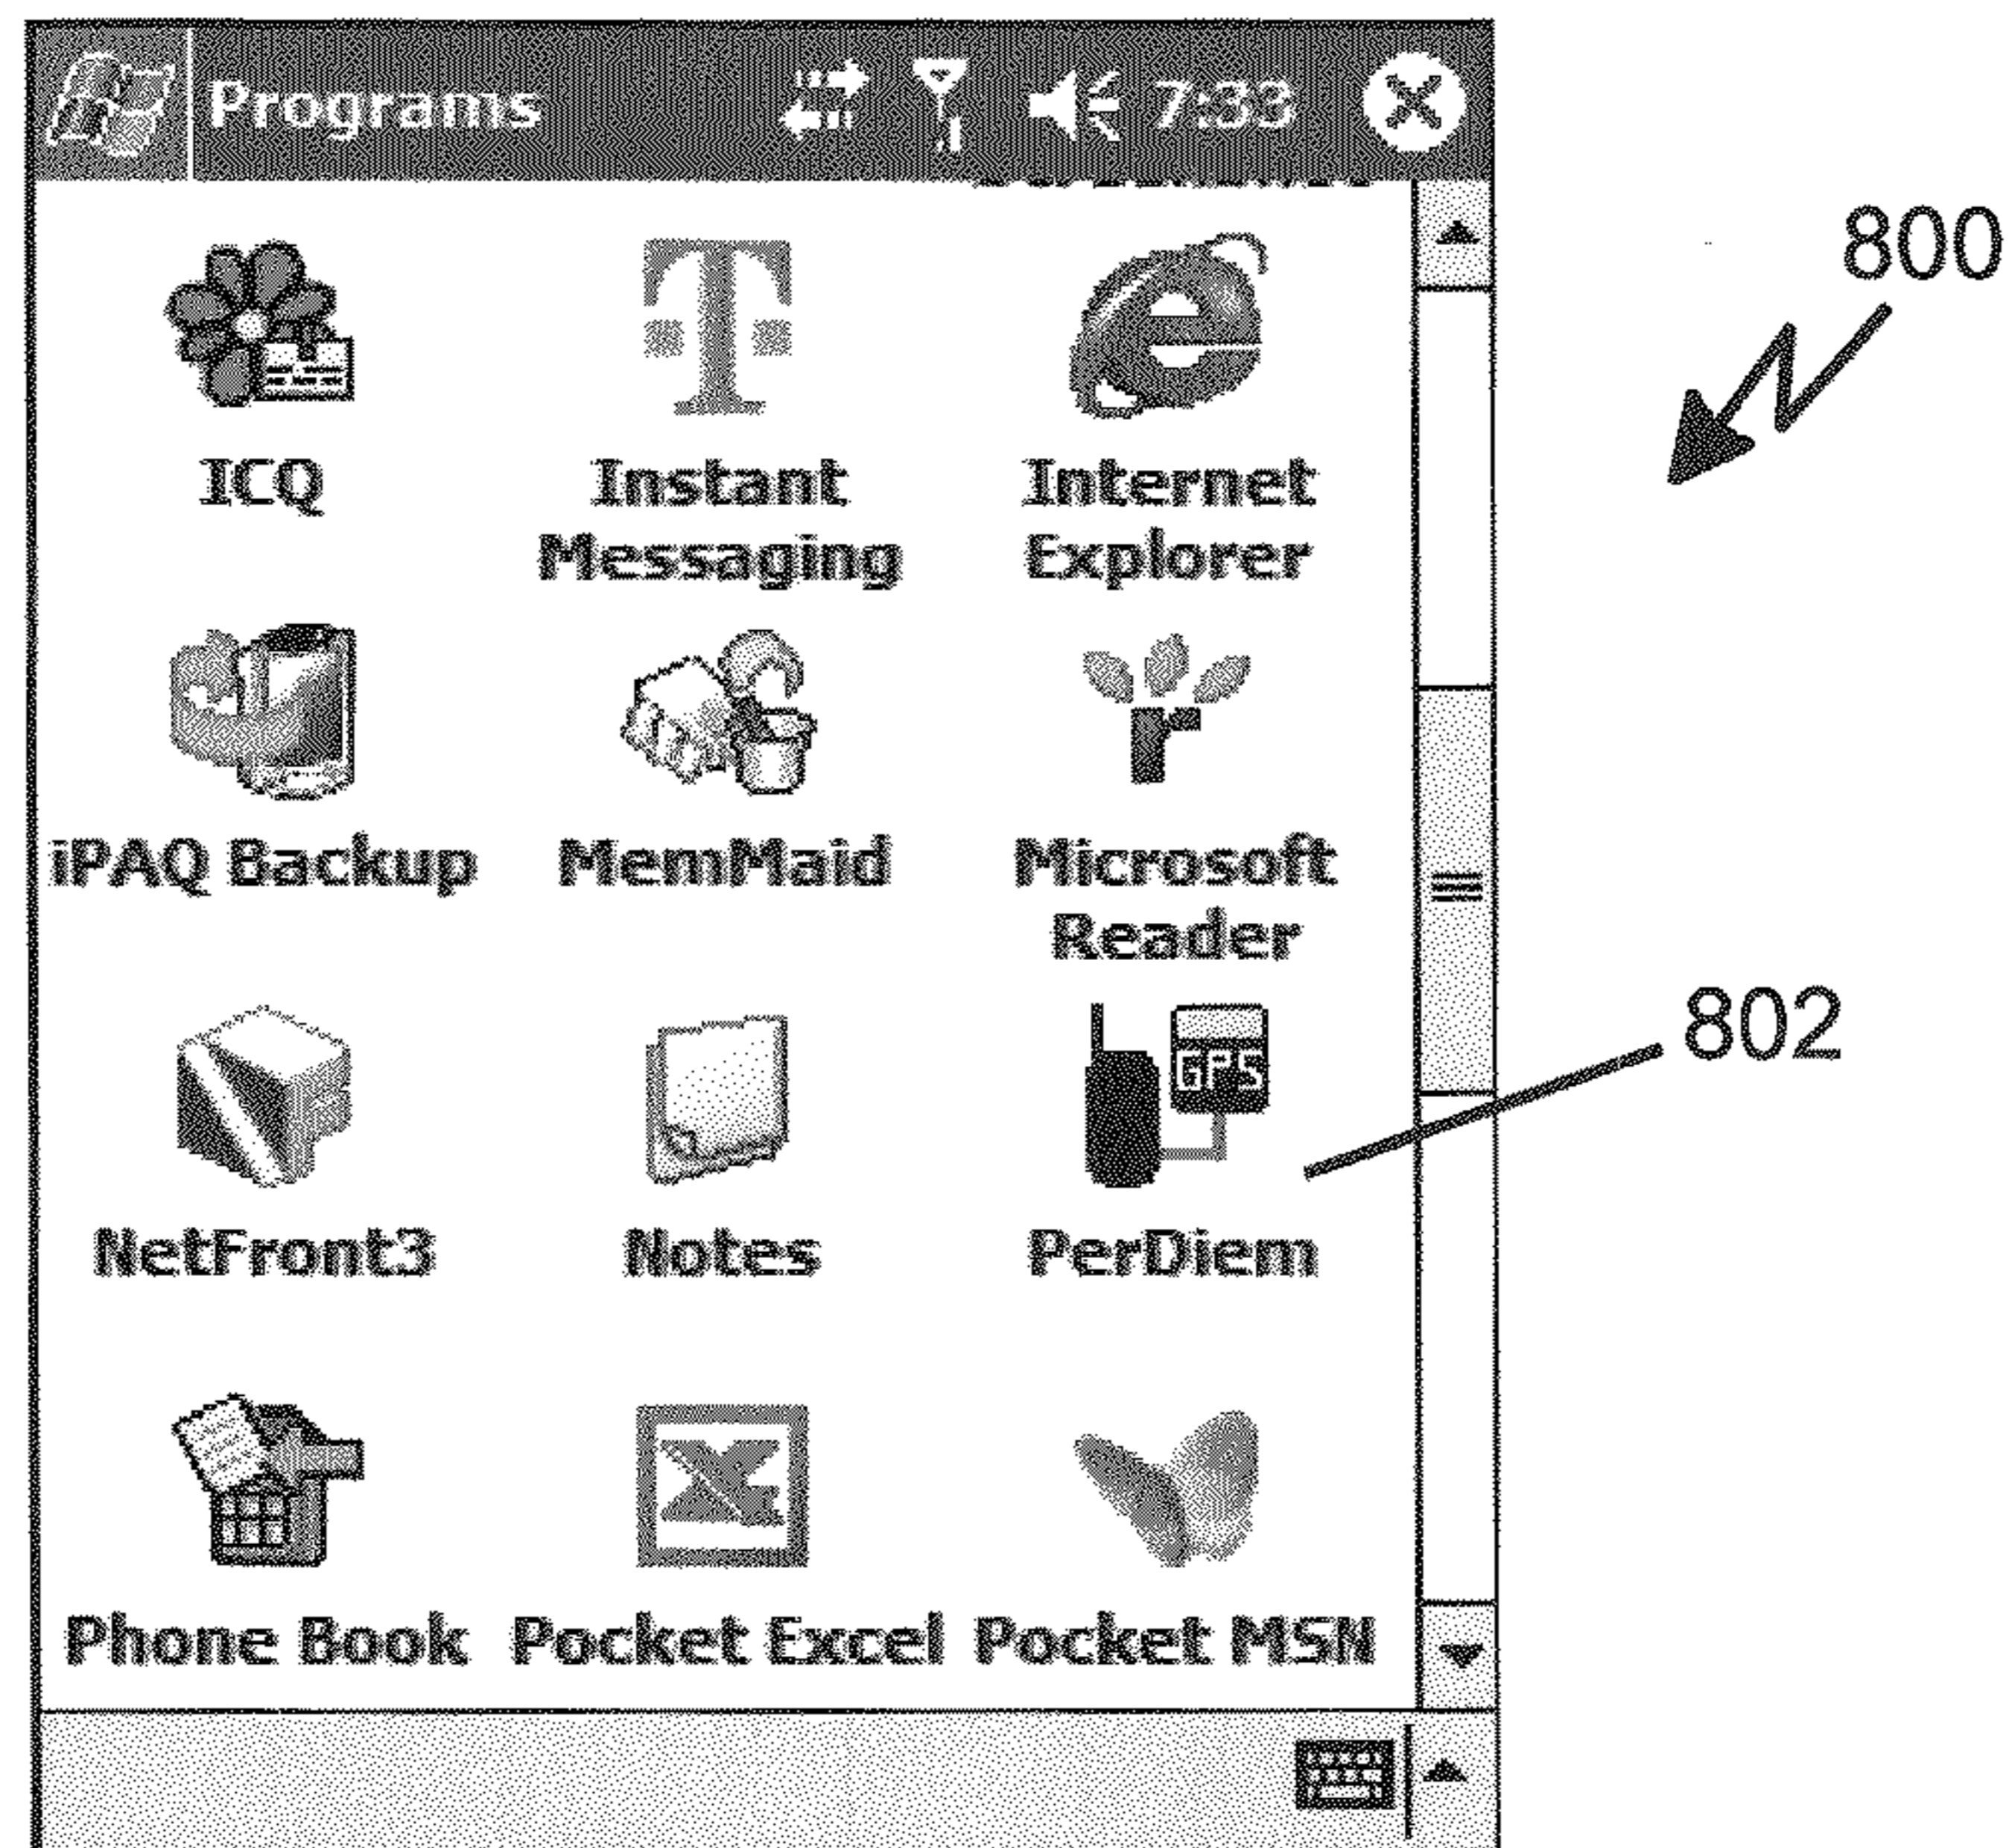 Programs 7:33
800
ICQ Instant Messaging Internet Explorer
iPAQ Backup MemMaid Microsoft Reader
GPS
802
NetFront3 Notes PerDiem
Phone Book Pocket Excel Pocket MSN